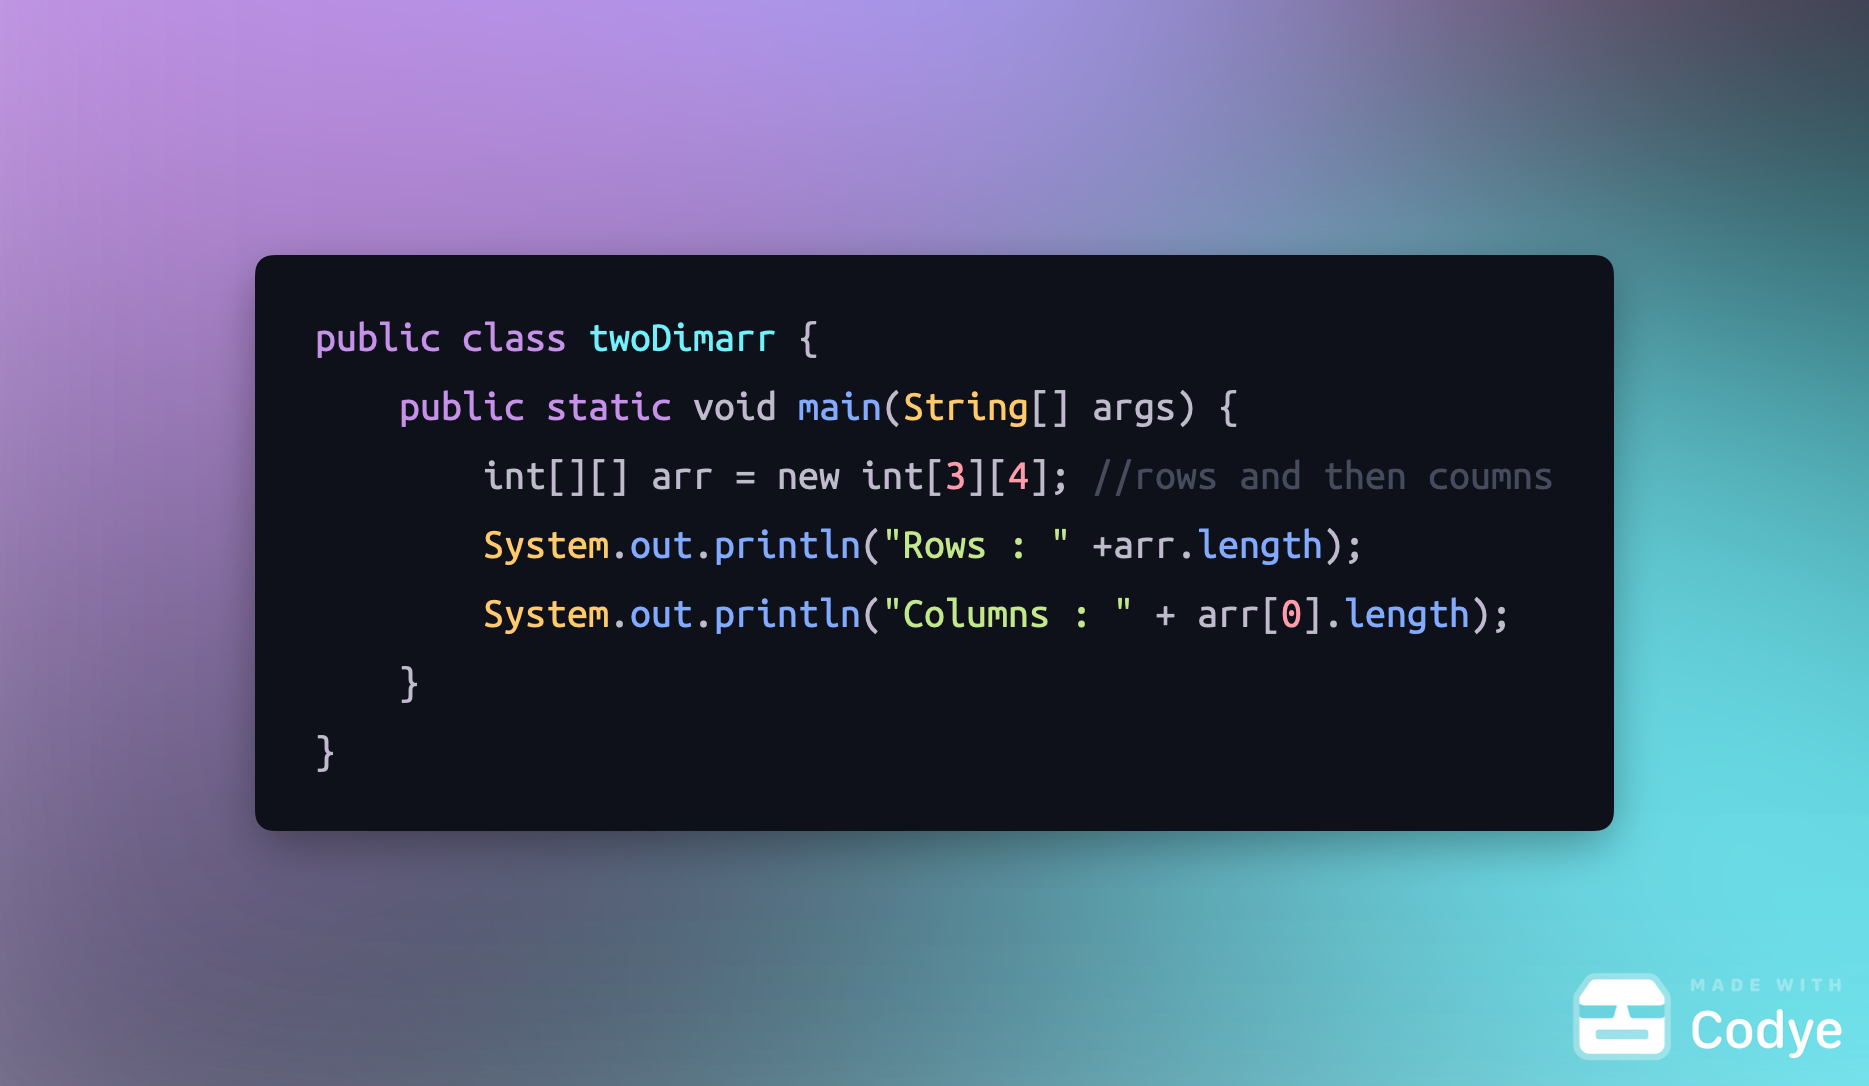 public class twoDimarr {
    public static void main(String[] args) {
        int[][] arr = new int[3][4]; //rows and then coumns
        System.out.println("Rows : " +arr.length);
        System.out.println("Columns : " + arr[0].length);
    }
}
MADE WITH
Codye